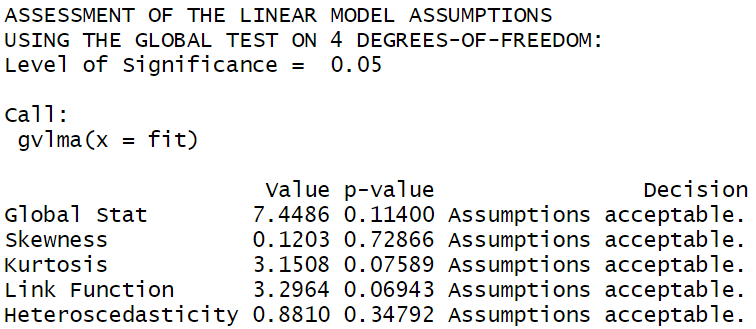 ASSESSMENT OF THE LINEAR MODEL ASSUMPTIONS
USING THE GLOBAL TEST ON 4 DEGREES-OF-FREEDOM:
Level of Significance =  0.05

Call:
 gvlma(x = fit)

                    Value p-value                Decision
Global Stat        7.4486 0.11400 Assumptions acceptable.
Skewness           0.1203 0.72866 Assumptions acceptable.
Kurtosis           3.1508 0.07589 Assumptions acceptable.
Link Function      3.2964 0.06943 Assumptions acceptable.
Heteroscedasticity 0.8810 0.34792 Assumptions acceptable.